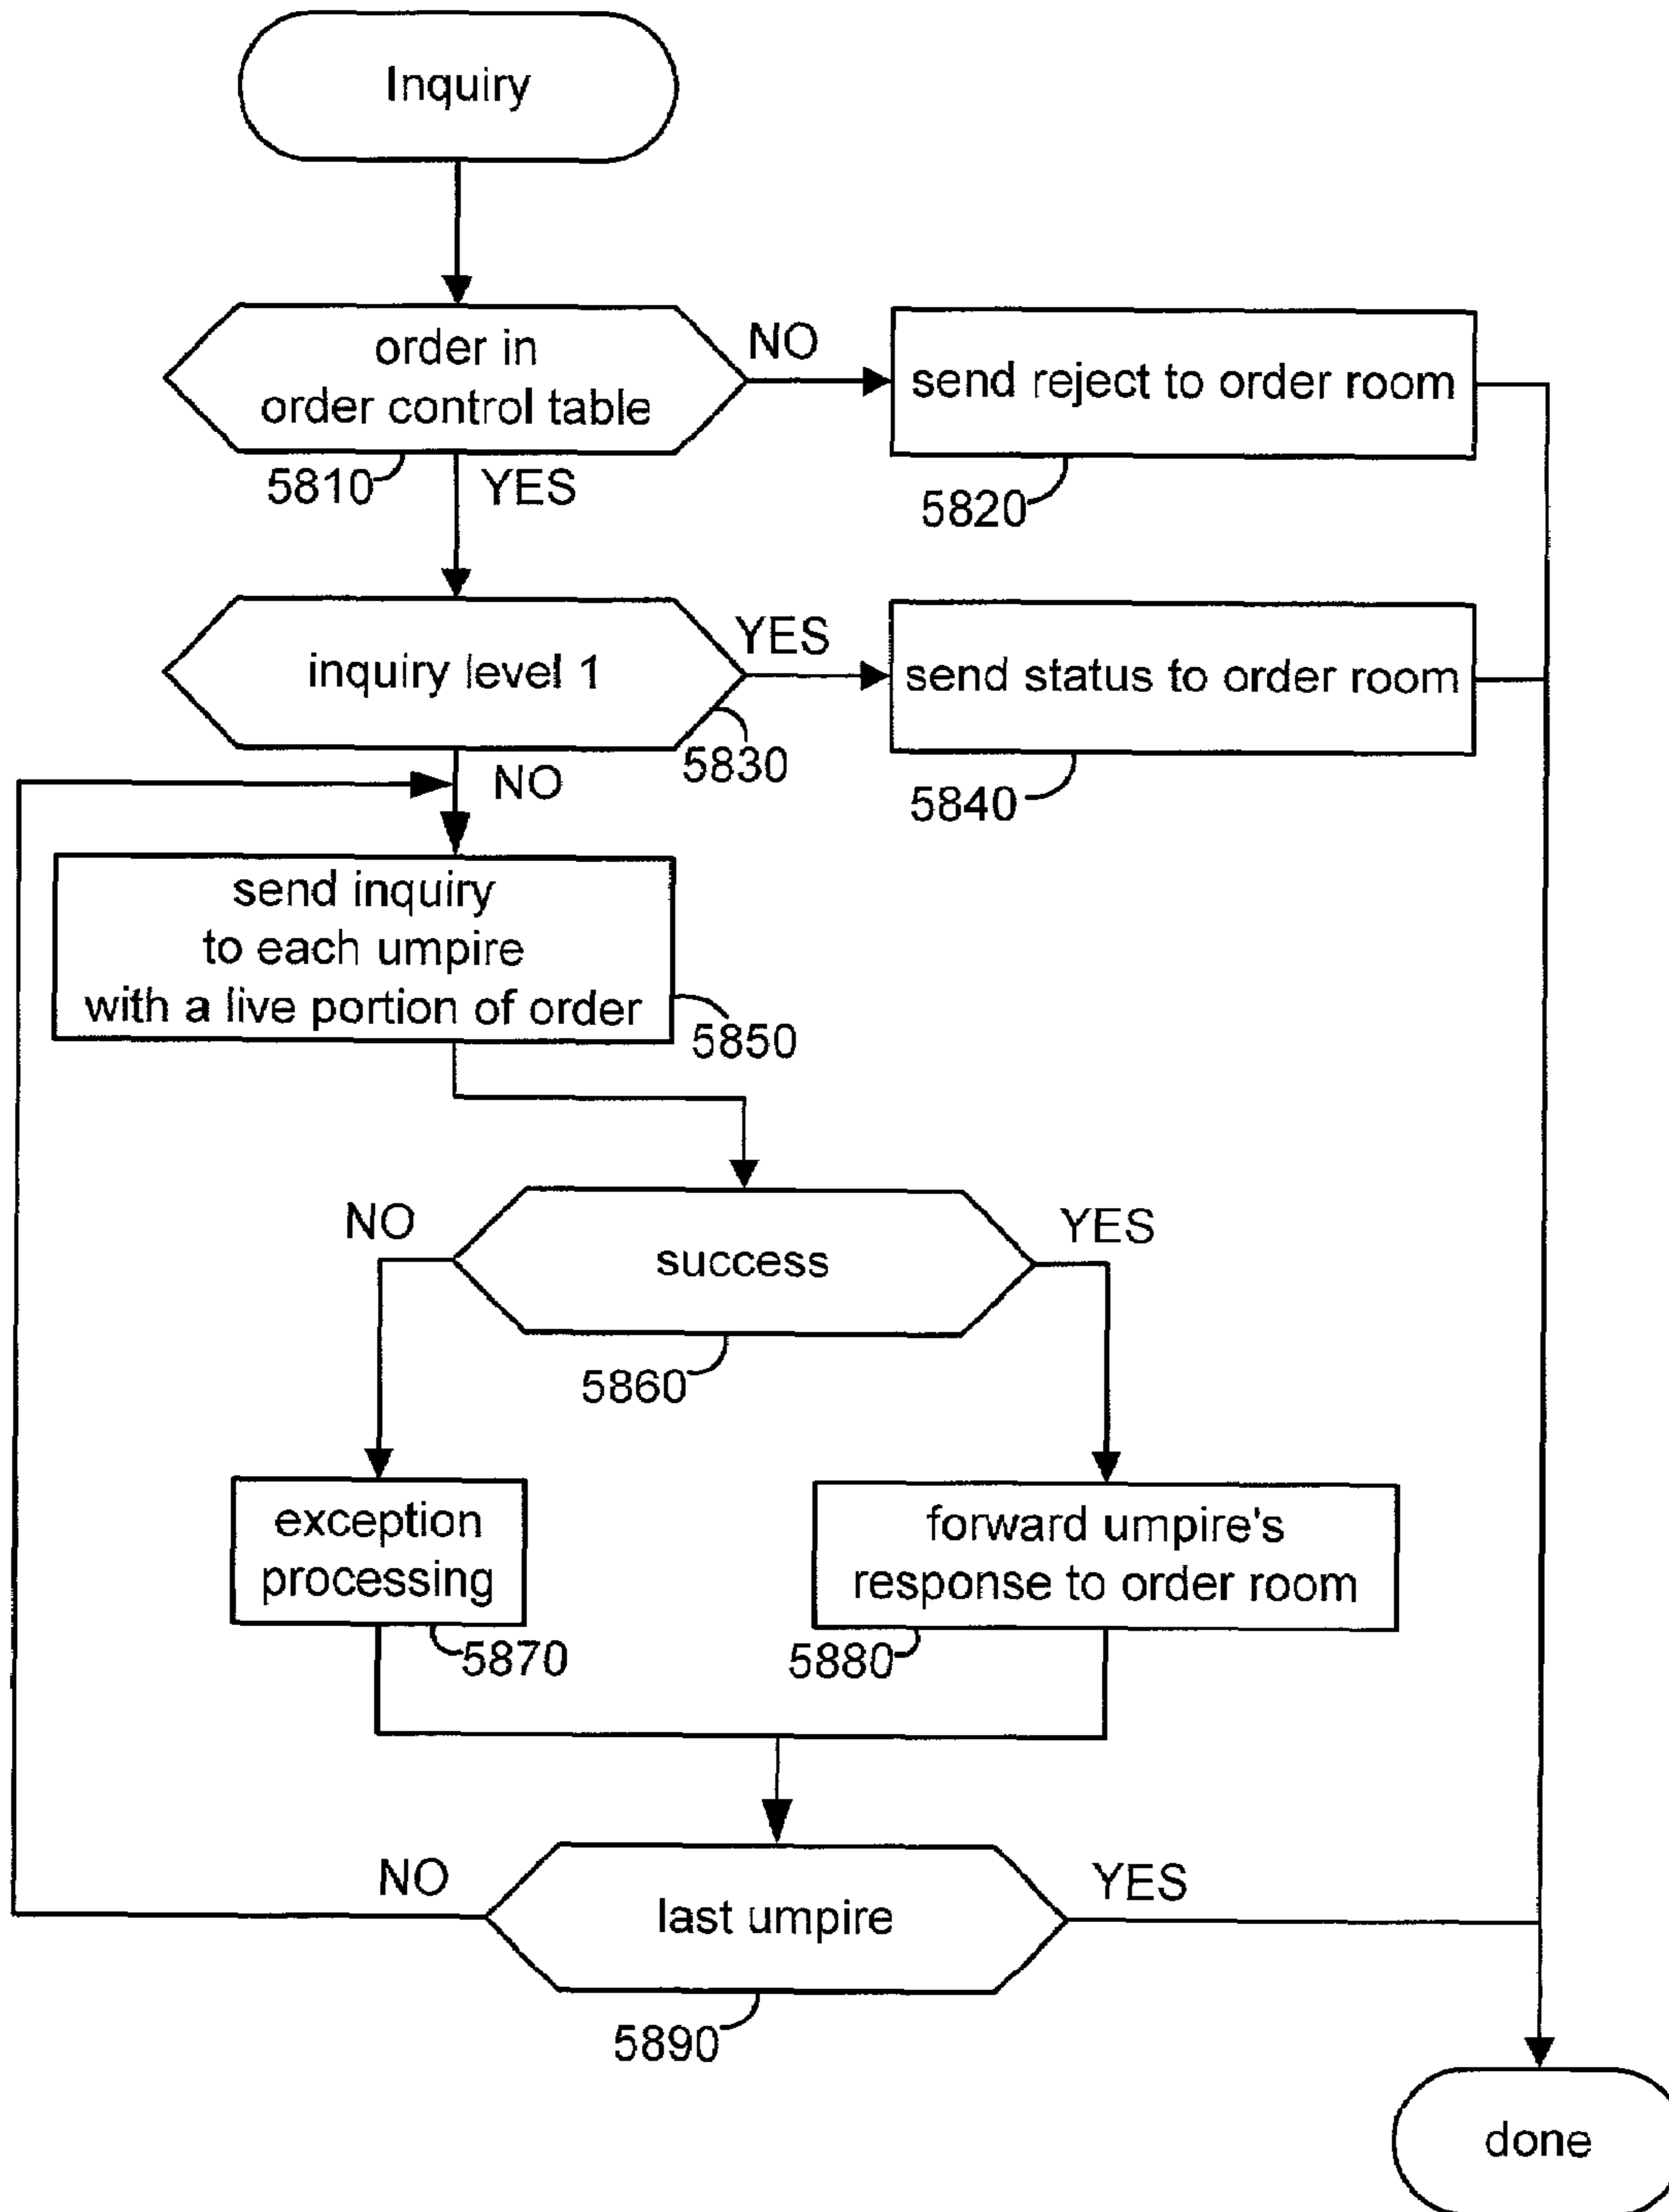 Inquiry
order in
order control table
NO
send reject to order room
5810
YES
5820
inquiry level 1
YES
send status to order room
5830
NO
5840
send inquiry
to each umpire
with a live portion of order
5850
NO
success
YES
5860
exception
processing
forward umpire's
response to order room
5870
5880
NO
last umpire
YES
5890
done